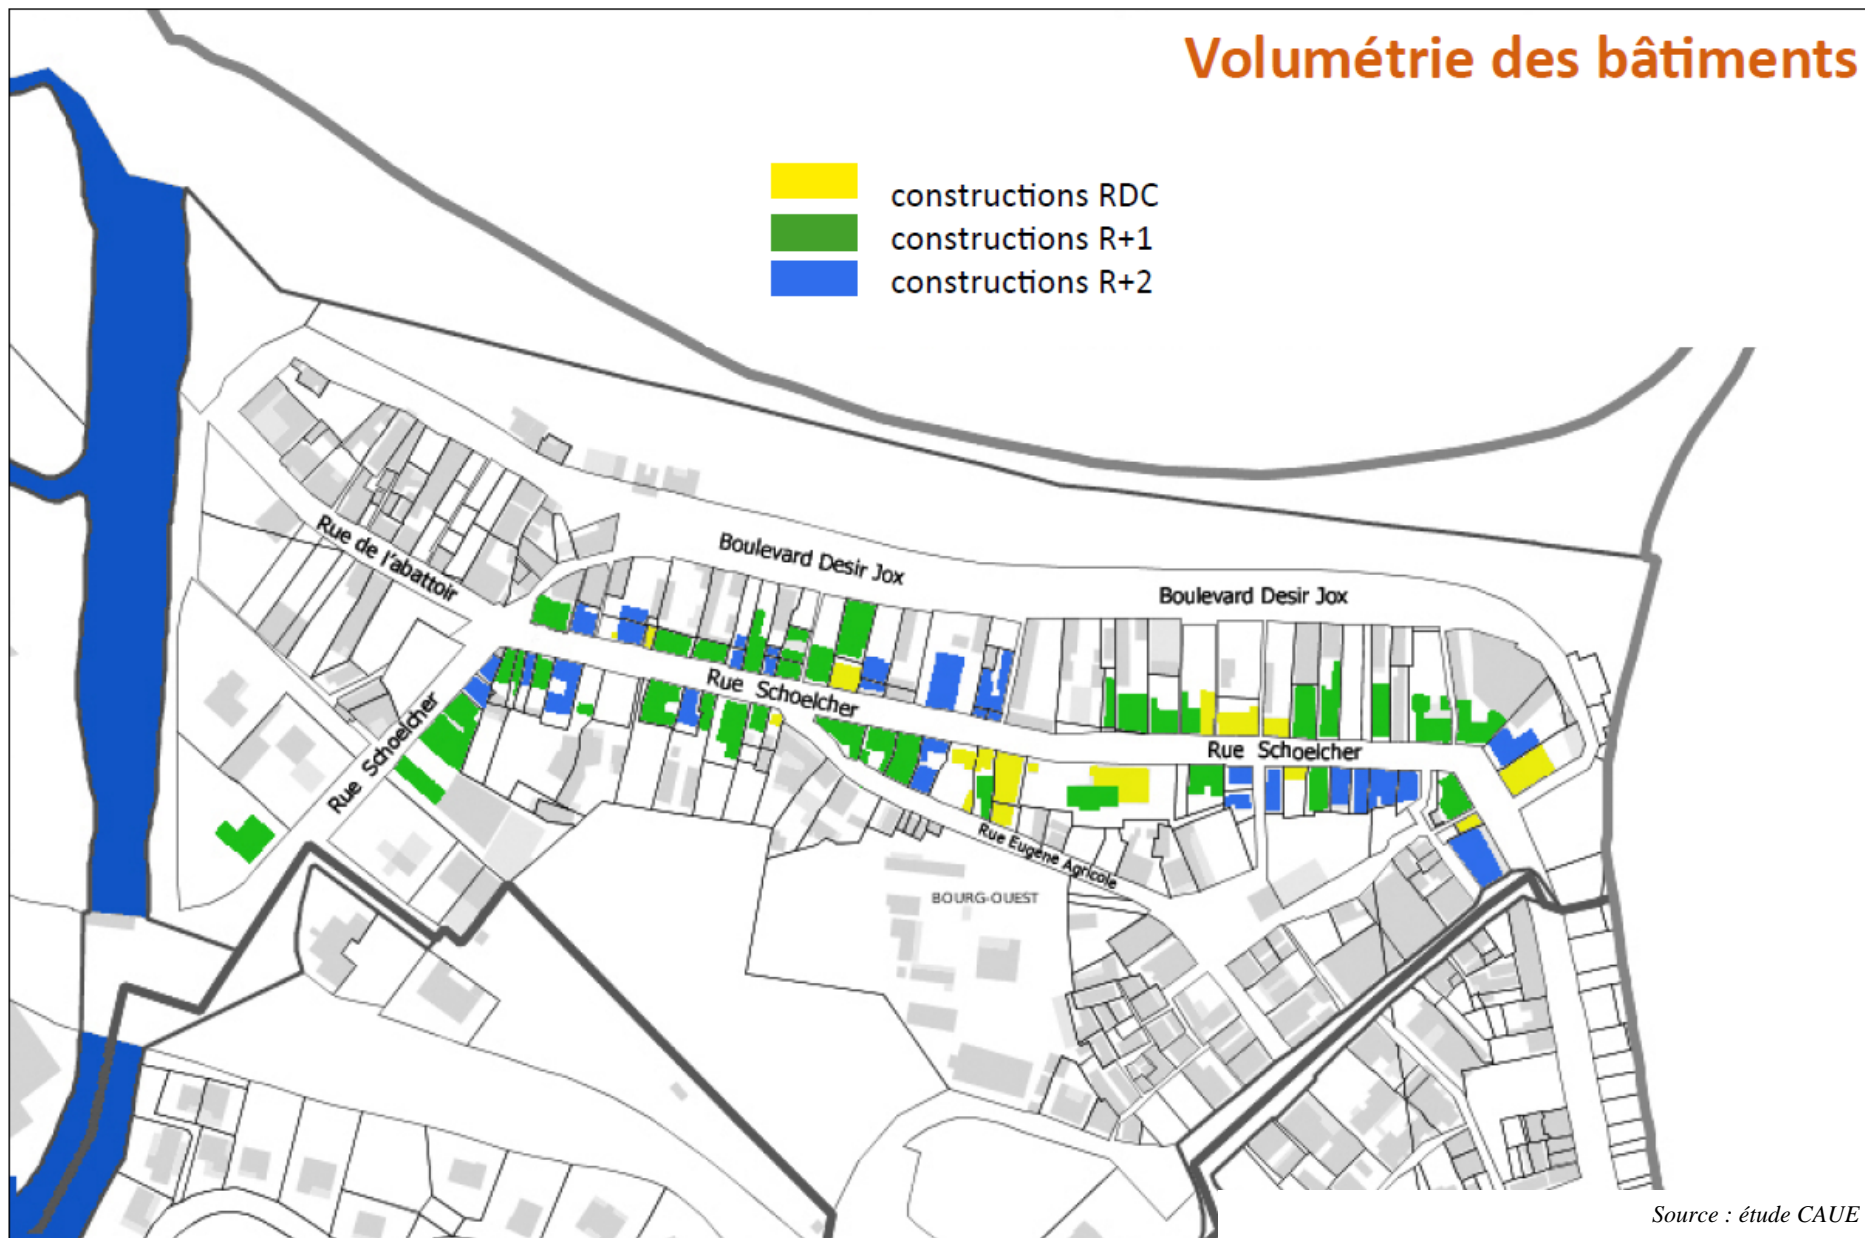 Volumétrie des bâtiments
constructions RDC
constructions R+1
constructions R+2
Rue de l'abattoir
Boulevard Desir Jox
Boulevard Desir Jox
Rue Schoelcher
Rue Schoelcher
Rue Schoelcher
Rue Eugène Agricole
BOURG-OUEST
Source : étude CAUE